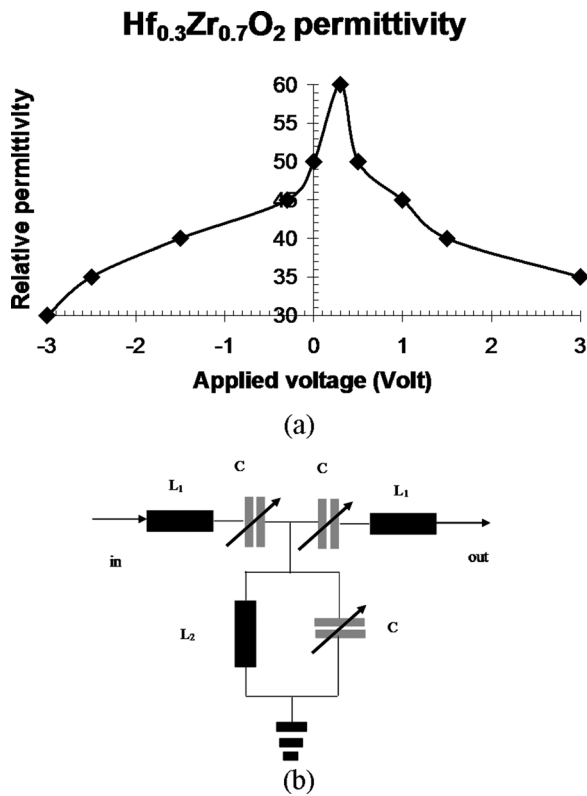 Hf0.3Zr0.7O2 permittivity
Relative permittivity
60
55
50
45
40
35
30
-3 -2 -1 0 1 2 3
Applied voltage (Volt)
(a)
C C
L1 L1
in out
L2 C
(b)